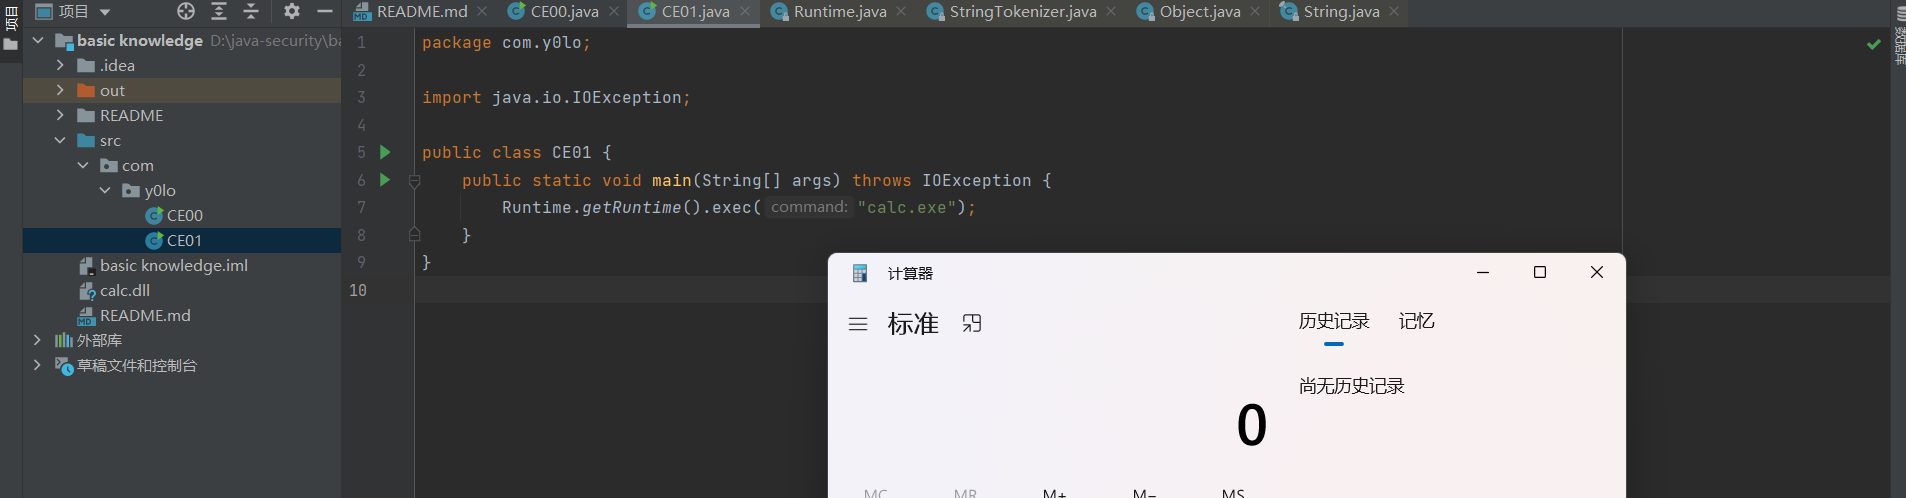 项目
项目
README.md
CE00.java
CE01.java
Runtime.java
StringTokenizer.java
Object.java
String.java
basic knowledge D:\java-security\ba
.idea
out
README
src
com
y0lo
CE00
CE01
basic knowledge.iml
calc.dll
README.md
外部库
草稿文件和控制台
1 package com.y0lo;
2
3 import java.io.IOException;
4
5 public class CE01 {
6 public static void main(String[] args) throws IOException {
7 Runtime.getRuntime().exec( command: "calc.exe");
8 }
9 }
10
数据库
计算器
标准
历史记录 记忆
尚无历史记录
0
MC MR M+ M− MS